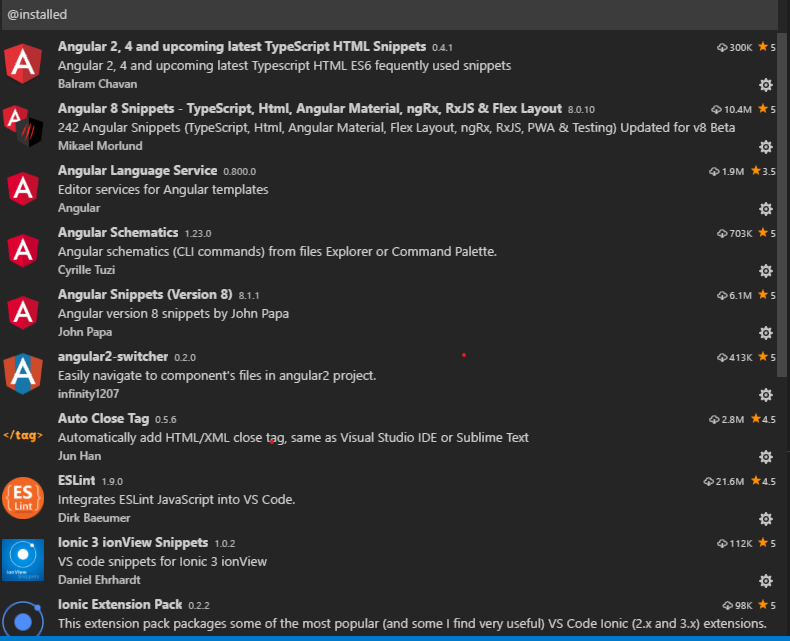 @installed
Angular 2, 4 and upcoming latest TypeScript HTML Snippets 0.4.1 300K 5
Angular 2, 4 and upcoming latest Typescript HTML ES6 fequently used snippets
Balram Chavan
Angular 8 Snippets - TypeScript, Html, Angular Material, ngRx, RxJS & Flex Layout 8.0.10 10.4M 5
242 Angular Snippets (TypeScript, Html, Angular Material, Flex Layout, ngRx, RxJS, PWA & Testing) Updated for v8 Beta
Mikael Morlund
Angular Language Service 0.800.0 1.9M 3.5
Editor services for Angular templates
Angular
Angular Schematics 1.23.0 703K 5
Angular schematics (CLI commands) from files Explorer or Command Palette.
Cyrille Tuzi
Angular Snippets (Version 8) 8.1.1 6.1M 5
Angular version 8 snippets by John Papa
John Papa
angular2-switcher 0.2.0 413K 5
Easily navigate to component's files in angular2 project.
infinity1207
</tag> Auto Close Tag 0.5.6 2.8M 4.5
Automatically add HTML/XML close tag, same as Visual Studio IDE or Sublime Text
Jun Han
ES Lint ESLint 1.9.0 21.6M 4.5
Integrates ESLint JavaScript into VS Code.
Dirk Baeumer
Ionic 3 ionView Snippets 1.0.2 112K 5
VS code snippets for Ionic 3 ionView
ionView Snippets Daniel Ehrhardt
Ionic Extension Pack 0.2.2 98K 5
This extension pack packages some of the most popular (and some I find very useful) VS Code Ionic (2.x and 3.x) extensions.